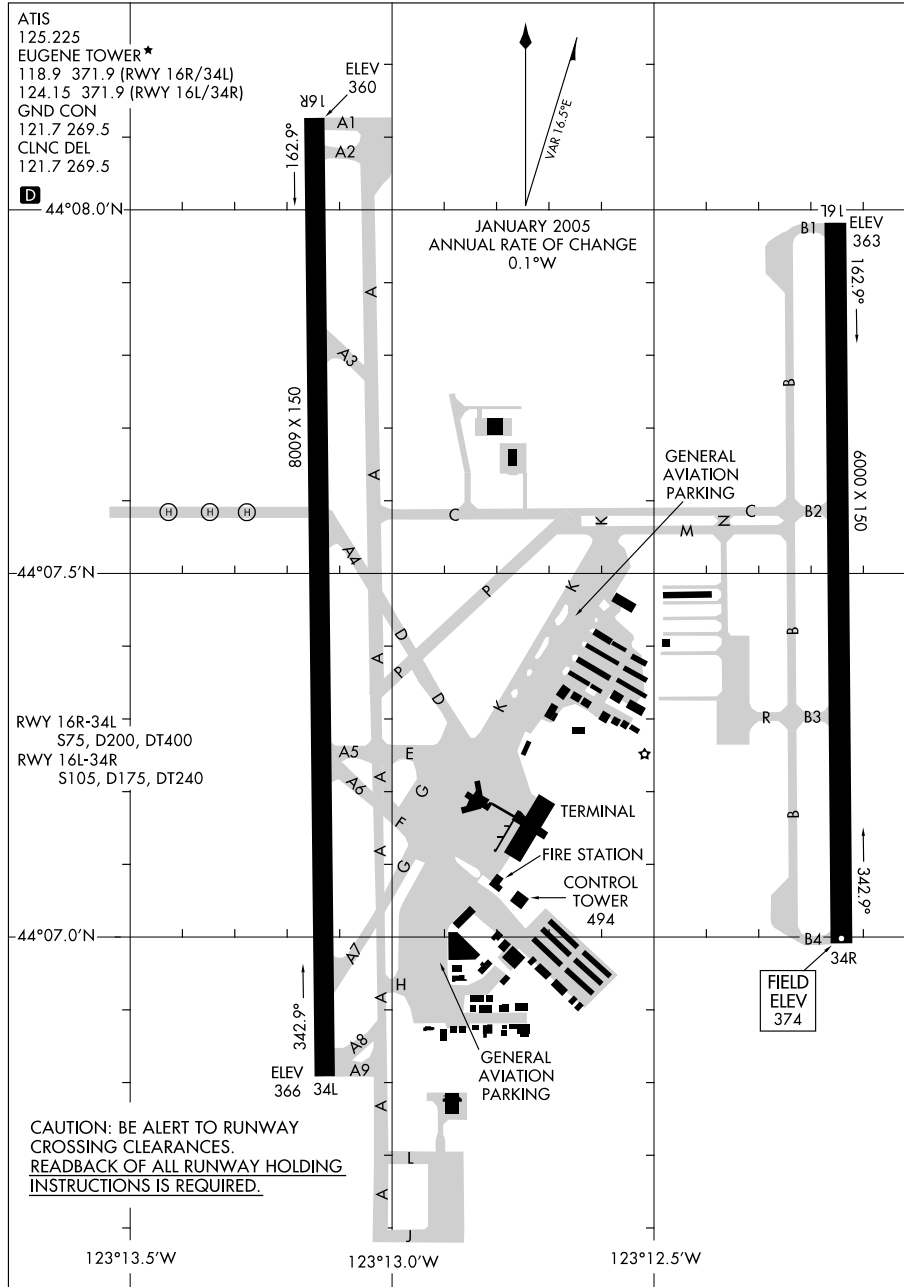 ATIS
125.225
EUGENE TOWER★
118.9 371.9 (RWY 16R/34L)
124.15 371.9 (RWY 16L/34R)
GND CON
121.7 269.5
CLNC DEL
121.7 269.5
D
ELEV
360
16R
A1
A2
162.9°
VAR 16.5°E
44°08.0'N
JANUARY 2005
ANNUAL RATE OF CHANGE
0.1°W
16L
B1
ELEV
363
162.9°
A
A3
B
8009 X 150
A
GENERAL
AVIATION
PARKING
6000 X 150
H H H
C
K
N
C
B2
M
A4
44°07.5'N
P
K
D
A
P
B
D
K
RWY 16R-34L
S75, D200, DT400
RWY 16L-34R
S105, D175, DT240
R
B3
A5
E
A
A6
G
F
TERMINAL
B
A
G
FIRE STATION
CONTROL
TOWER
494
342.9°
44°07.0'N
A7
B4
34R
H
A
FIELD
ELEV
374
342.9°
A8
A9
ELEV
366
34L
GENERAL
AVIATION
PARKING
A
CAUTION: BE ALERT TO RUNWAY
CROSSING CLEARANCES.
READBACK OF ALL RUNWAY HOLDING
INSTRUCTIONS IS REQUIRED.
L
A
J
123°13.5'W
123°13.0'W
123°12.5'W